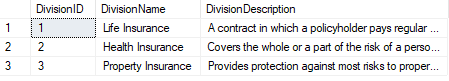 DivisionID DivisionName DivisionDescription
1 1 Life Insurance A contract in which a policyholder pays regular ...
2 2 Health Insurance Covers the whole or a part of the risk of a perso...
3 3 Property Insurance Provides protection against most risks to proper...